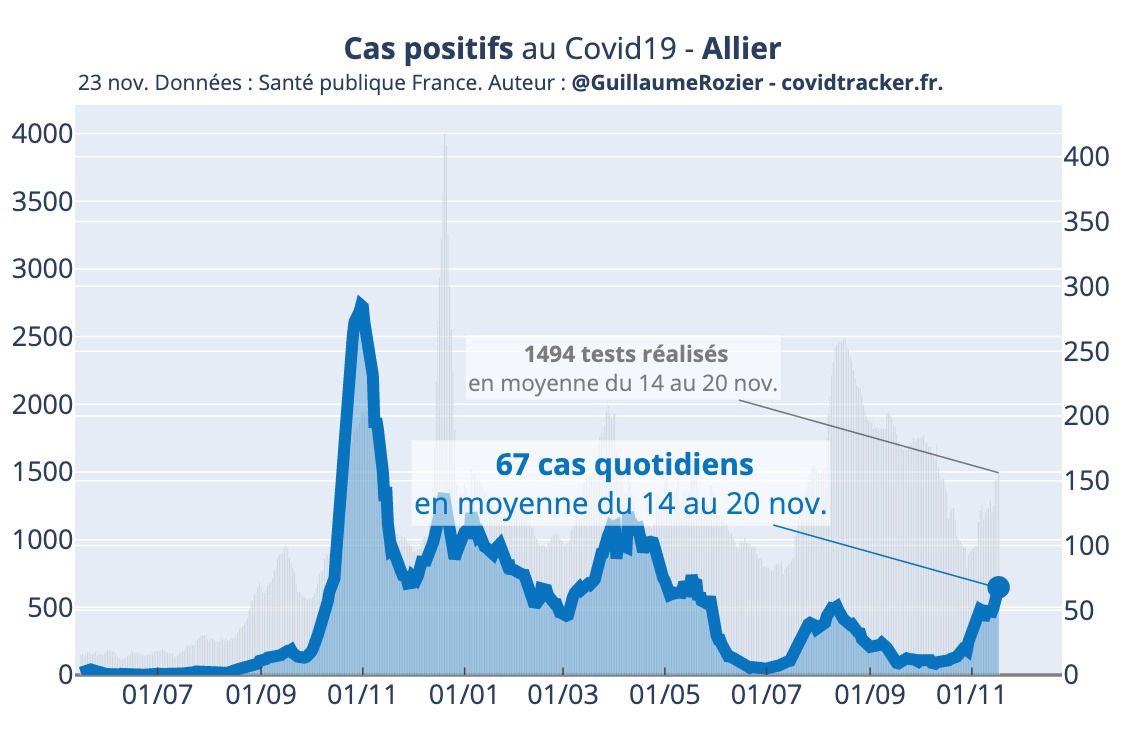 Cas positifs au Covid19 - Allier
23 nov. Données : Santé publique France. Auteur : @GuillaumeRozier - covidtracker.fr.
4000
3500
3000
2500
2000
1500
1000
500
0
400
350
300
250
200
150
100
50
0
1494 tests réalisés
en moyenne du 14 au 20 nov.
67 cas quotidiens
en moyenne du 14 au 20 nov.
01/07 01/09 01/11 01/01 01/03 01/05 01/07 01/09 01/11